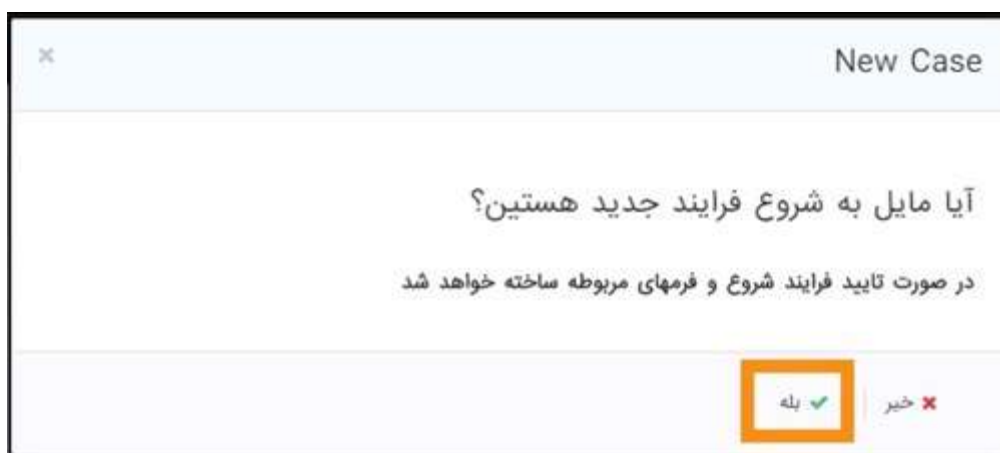 New Case
آیا مایل به شروع فرایند جدید هستین؟
در صورت تایید فرایند شروع و فرمهای مربوطه ساخته خواهد شد
خیر
بله